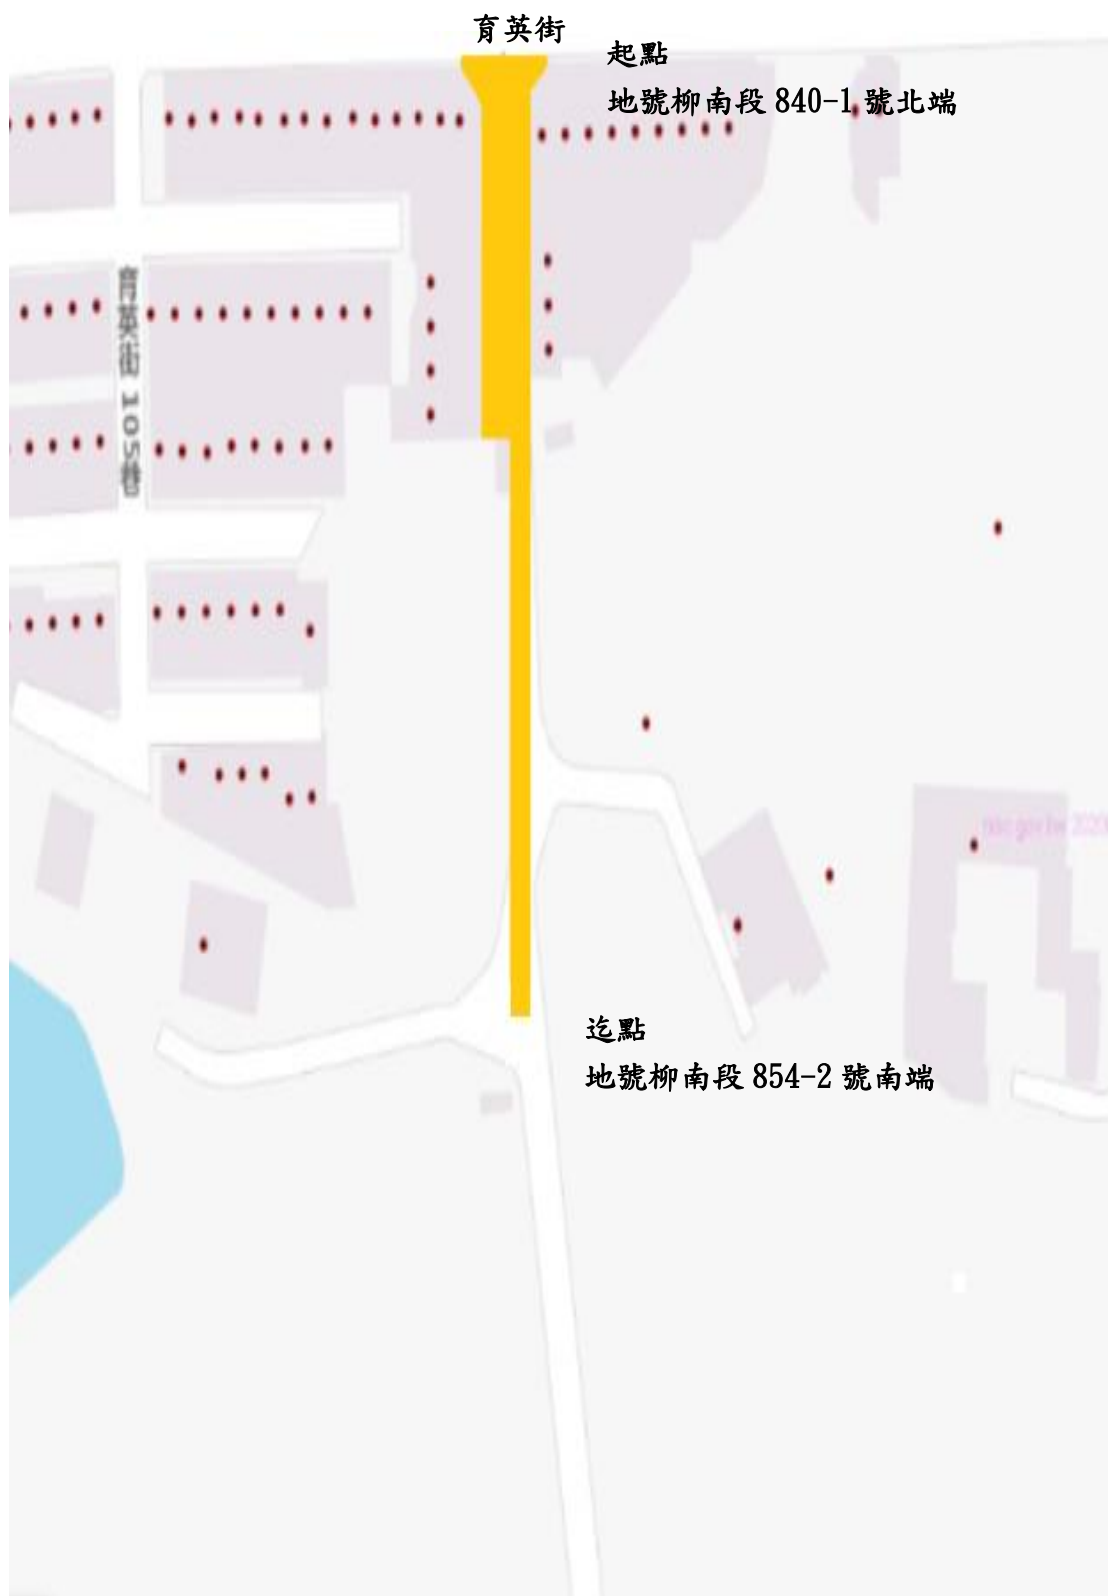 育英街
起點
地號柳南段 840-1 號北端
育英街 105巷
迄點
地號柳南段 854-2 號南端